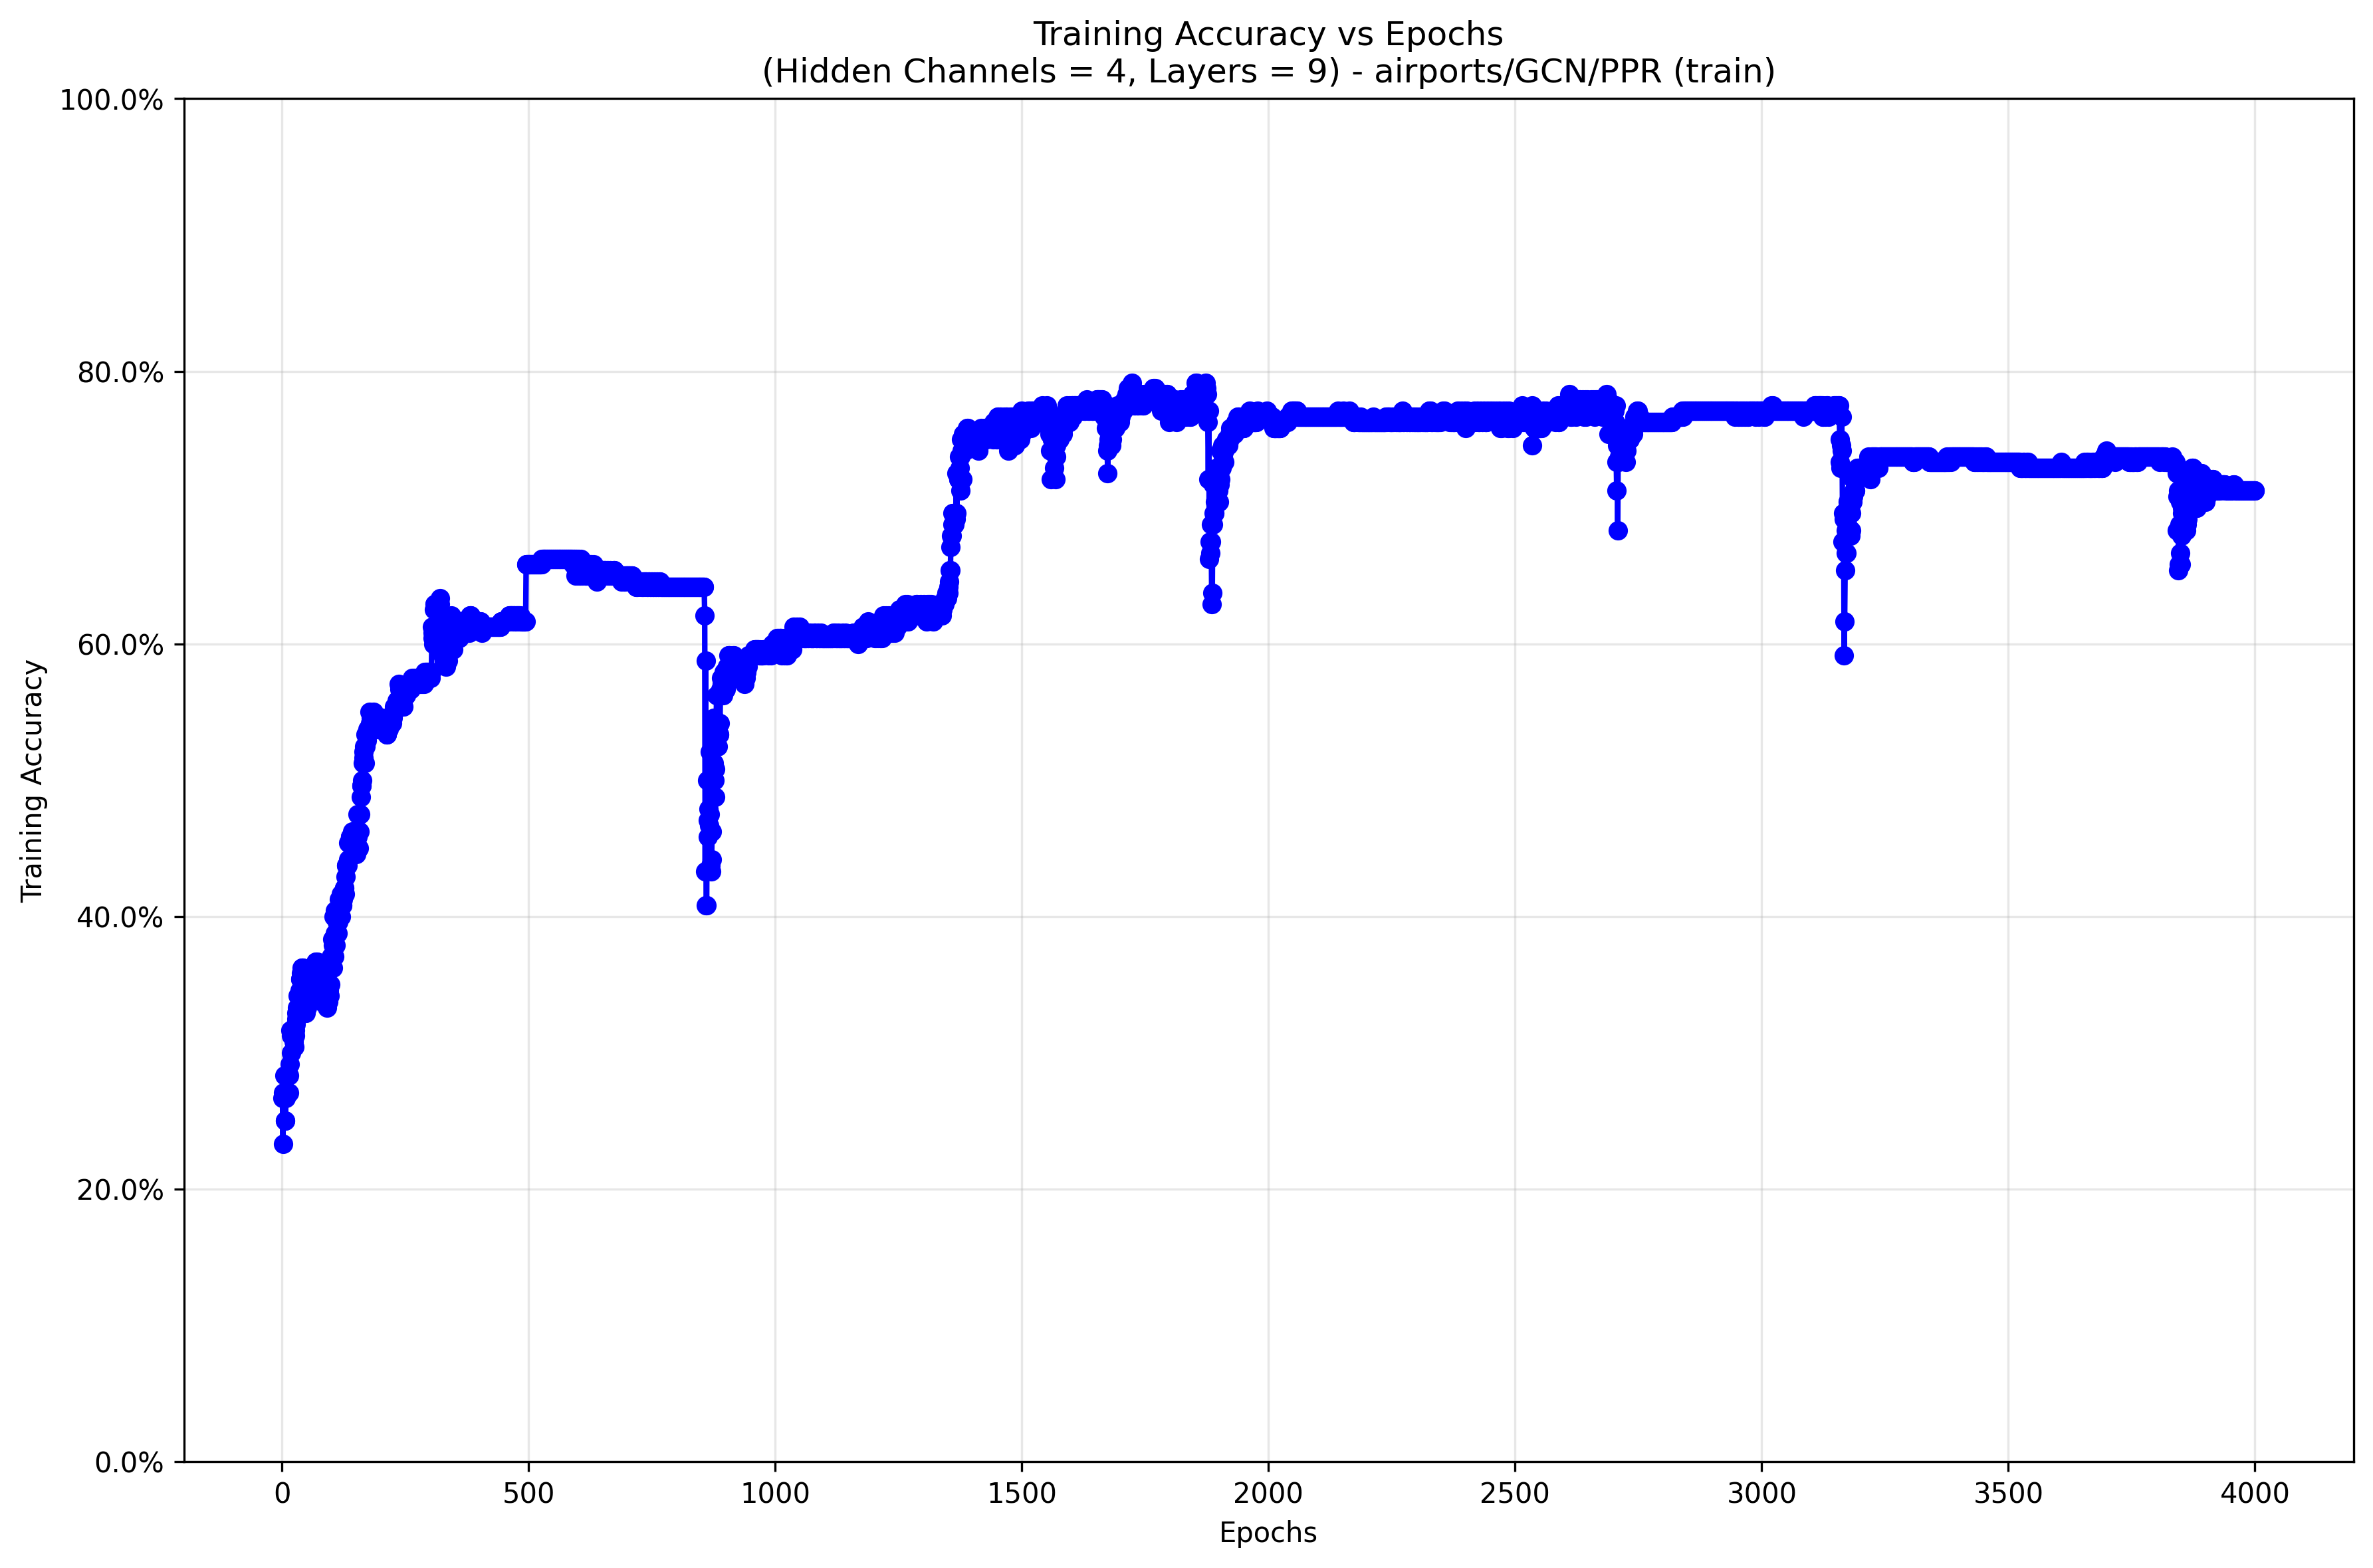 Training Accuracy vs Epochs
(Hidden Channels = 4, Layers = 9) - airports/GCN/PPR (train)
100.0%
80.0%
60.0%
40.0%
20.0%
0.0%
Training Accuracy
0 500 1000 1500 2000 2500 3000 3500 4000
Epochs